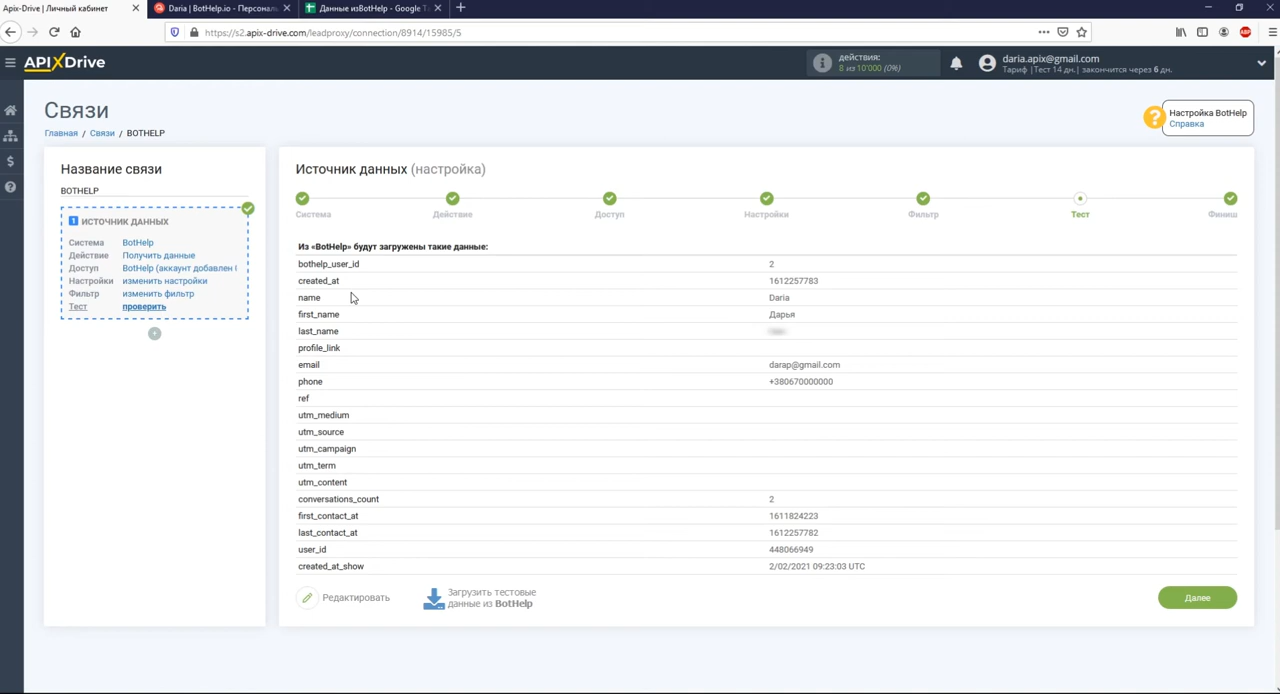 Apix-Drive | Личный кабинет
Daria | BotHelp.io - Персональ
Данные изBotHelp - Google Т
https://s2.apix-drive.com/leadproxy/connection/8914/15985/5
ABP
APIXDrive
действия:
8 из 10'000 (0%)
daria.apix@gmail.com
Тариф |Тест 14 дн.| закончится через 6 дн.
Связи
Главная / Связи / BOTHELP
Настройка BotHelp
Справка
Название связи
BOTHELP
1 ИСТОЧНИК ДАННЫХ
Система BotHelp
Действие Получить данные
Доступ BotHelp (аккаунт добавлен
Настройки изменить настройки
Фильтр изменить фильтр
Тест проверить
Источник данных (настройка)
Система Действие Доступ Настройки Фильтр Тест Финиш
Из «BotHelp» будут загружены такие данные:
bothelp_user_id 2
created_at 1612257783
name Daria
first_name Дарья
last_name
profile_link
email darap@gmail.com
phone +380670000000
ref
utm_medium
utm_source
utm_campaign
utm_term
utm_content
conversations_count 2
first_contact_at 1611824223
last_contact_at 1612257782
user_id 448066949
created_at_show 2/02/2021 09:23:03 UTC
Редактировать
Загрузить тестовые
данные из BotHelp
Далее